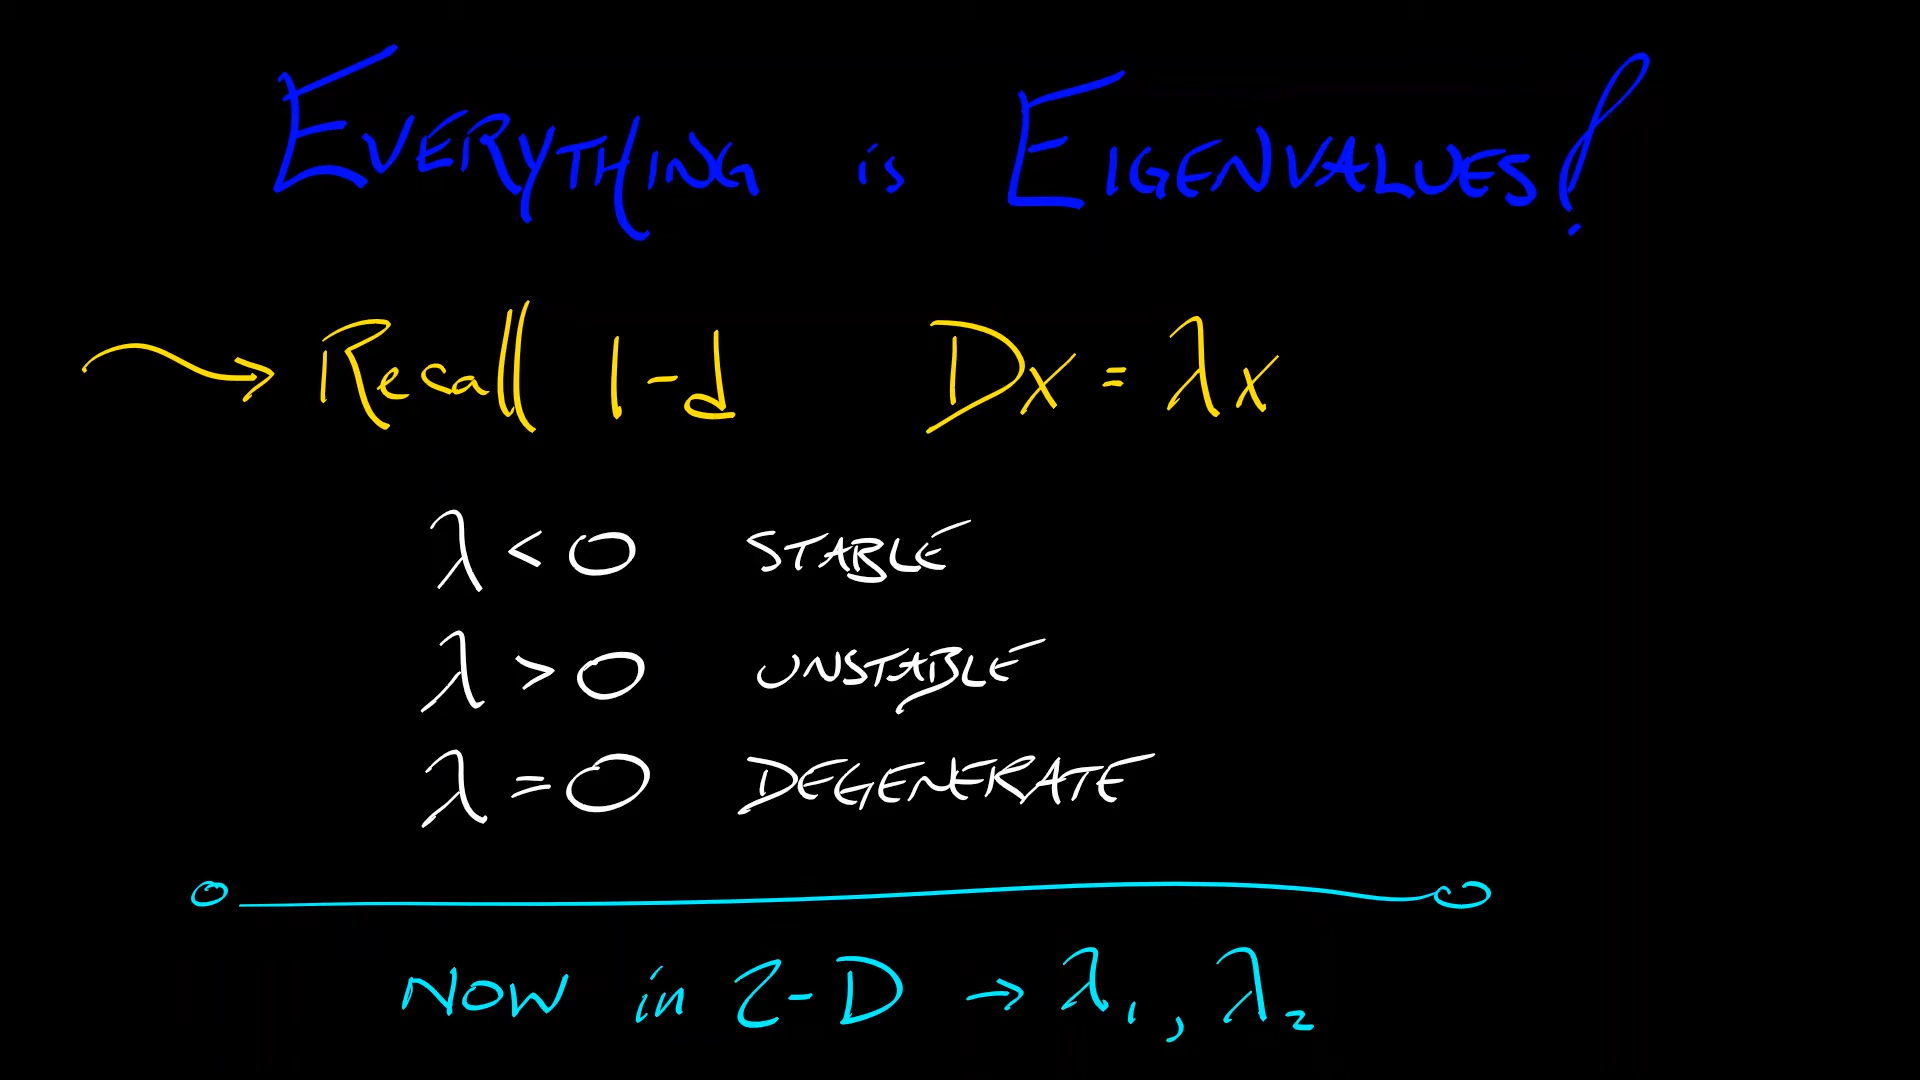 EVERYTHING is EIGENVALUES!
→ Recall 1-d Dx = λx
λ < 0 STABLE
λ > 0 UNSTABLE
λ = 0 DEGENERATE
NOW in 2-D → λ₁, λ₂